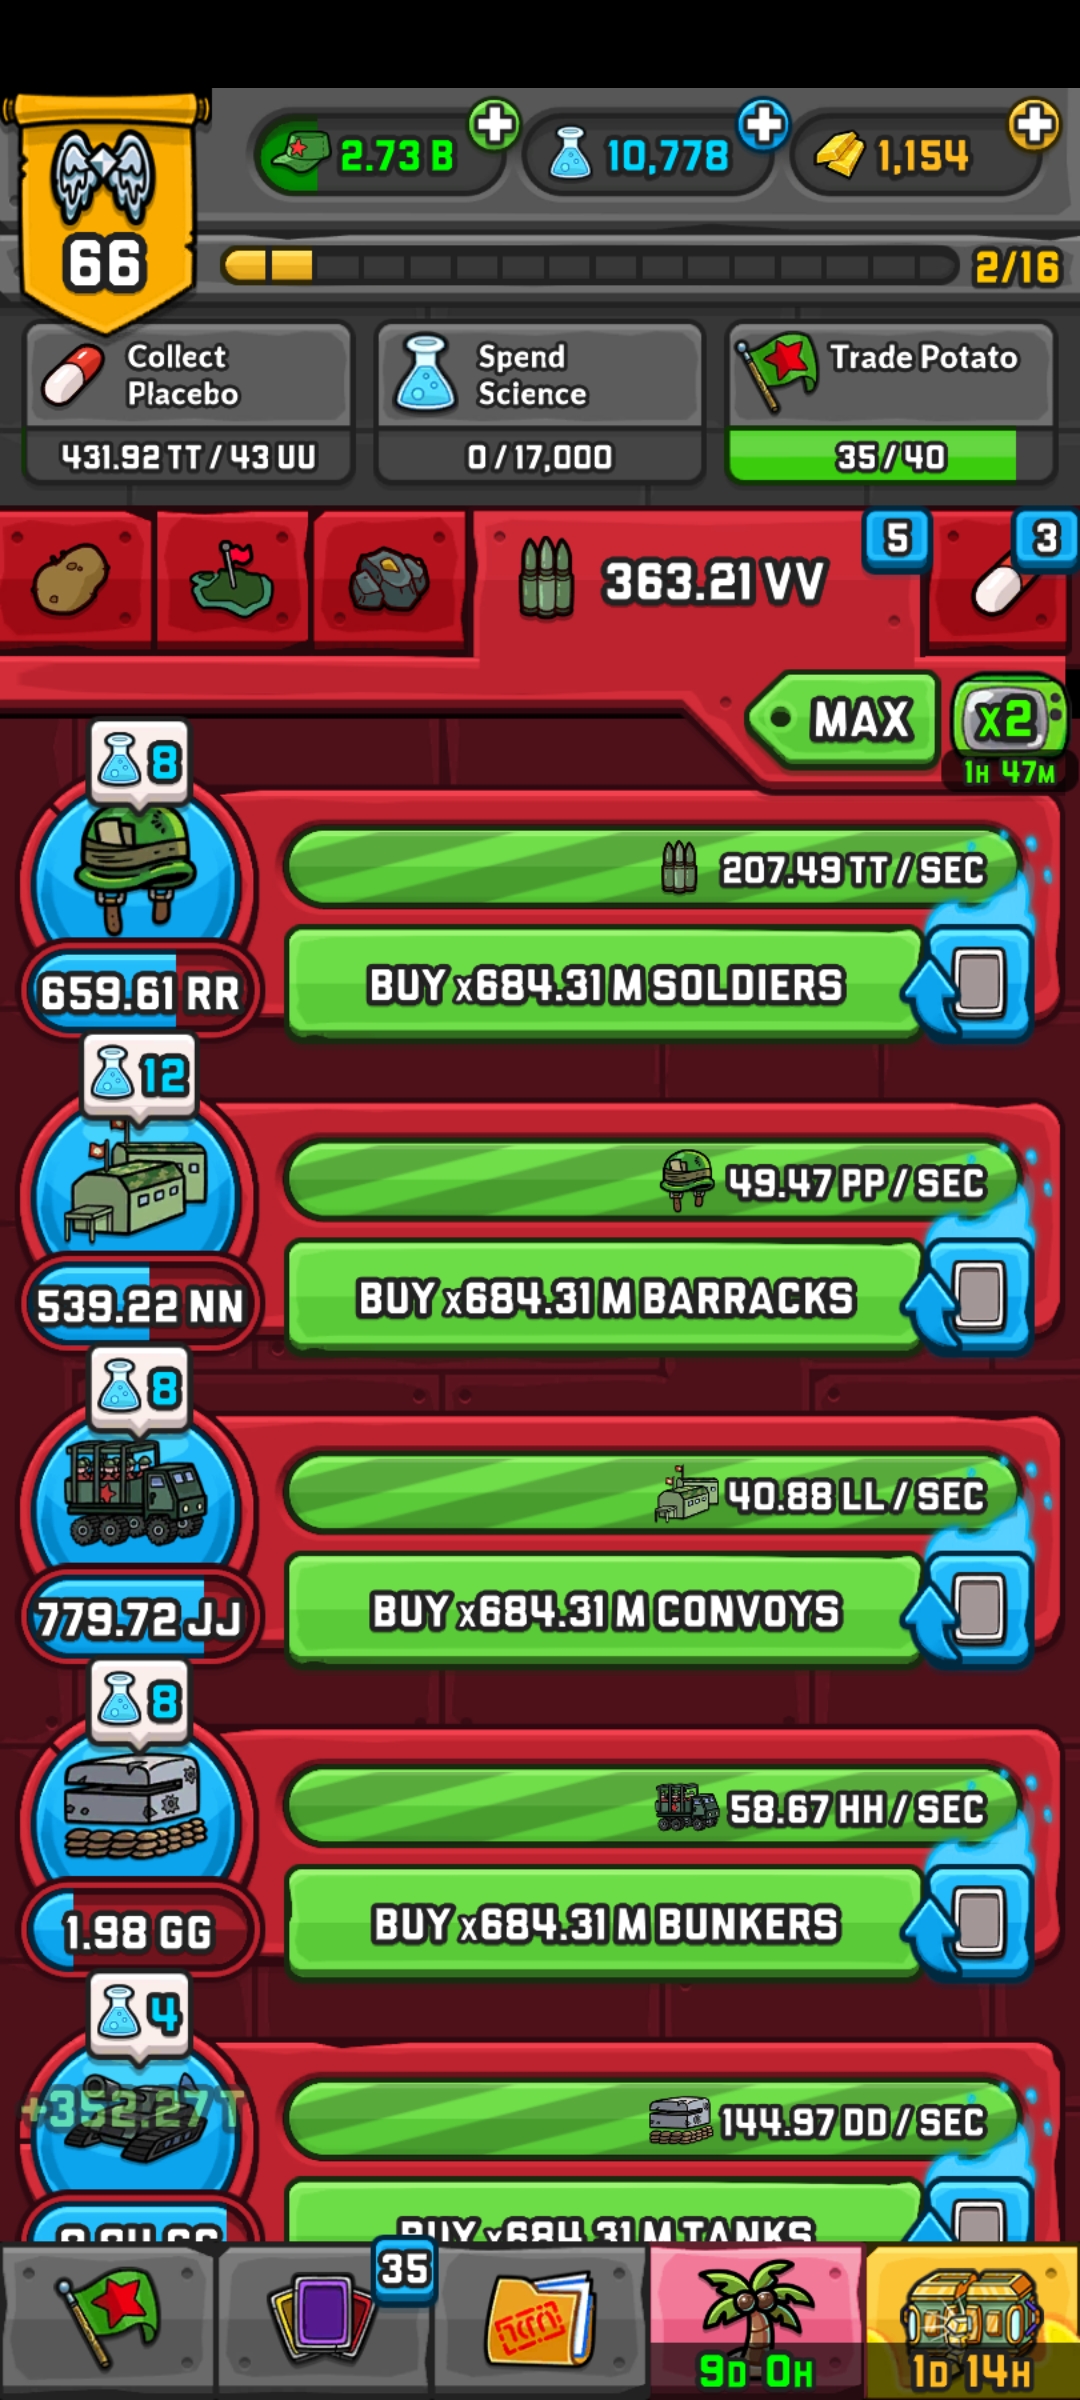 2.73 B
10,778
1,154
66
2/16
Collect
Placebo
431.92 TT / 43 UU
Spend
Science
0 / 17,000
Trade Potato
35 / 40
363.21 VV
5
3
MAX
x2
1H 47M
8
207.49 TT / SEC
659.61 RR
BUY x684.31 M SOLDIERS
12
49.47 PP / SEC
539.22 NN
BUY x684.31 M BARRACKS
8
40.88 LL / SEC
779.72 JJ
BUY x684.31 M CONVOYS
8
58.67 HH / SEC
1.98 GG
BUY x684.31 M BUNKERS
4
+352.27 T
144.97 DD / SEC
BUY x684.31 M TANKS
35
9D 0H
1D 14H